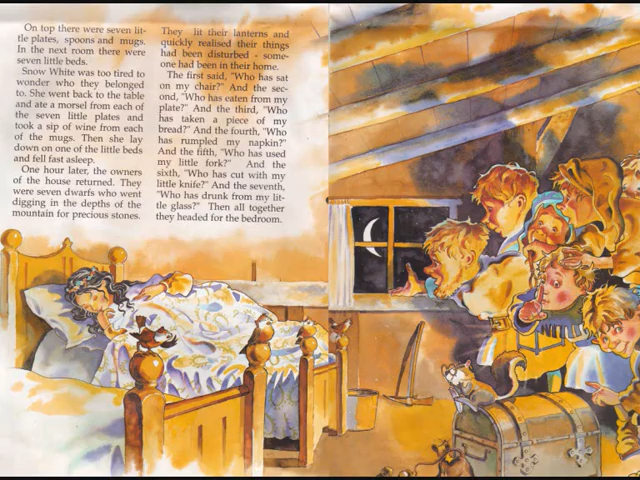 On top there were seven lit-
tle plates, spoons and mugs.
In the next room there were
seven little beds.
Snow White was too tired to
wonder who they belonged
to. She went back to the table
and ate a morsel from each of
the seven little plates and
took a sip of wine from each
of the mugs. Then she lay
down on one of the little beds
and fell fast asleep.
One hour later, the owners
of the house returned. They
were seven dwarfs who went
digging in the depths of the
mountain for precious stones.
They lit their lanterns and
quickly realised their things
had been disturbed - some-
one had been in their home.
The first said, "Who has sat
on my chair?" And the sec-
ond, "Who has eaten from my
plate?" And the third, "Who
has taken a piece of my
bread?" And the fourth, "Who
has rumpled my napkin?"
And the fifth, "Who has used
my little fork?" And the
sixth, "Who has cut with my
little knife?" And the seventh,
"Who has drunk from my lit-
tle glass?" Then all together
they headed for the bedroom.